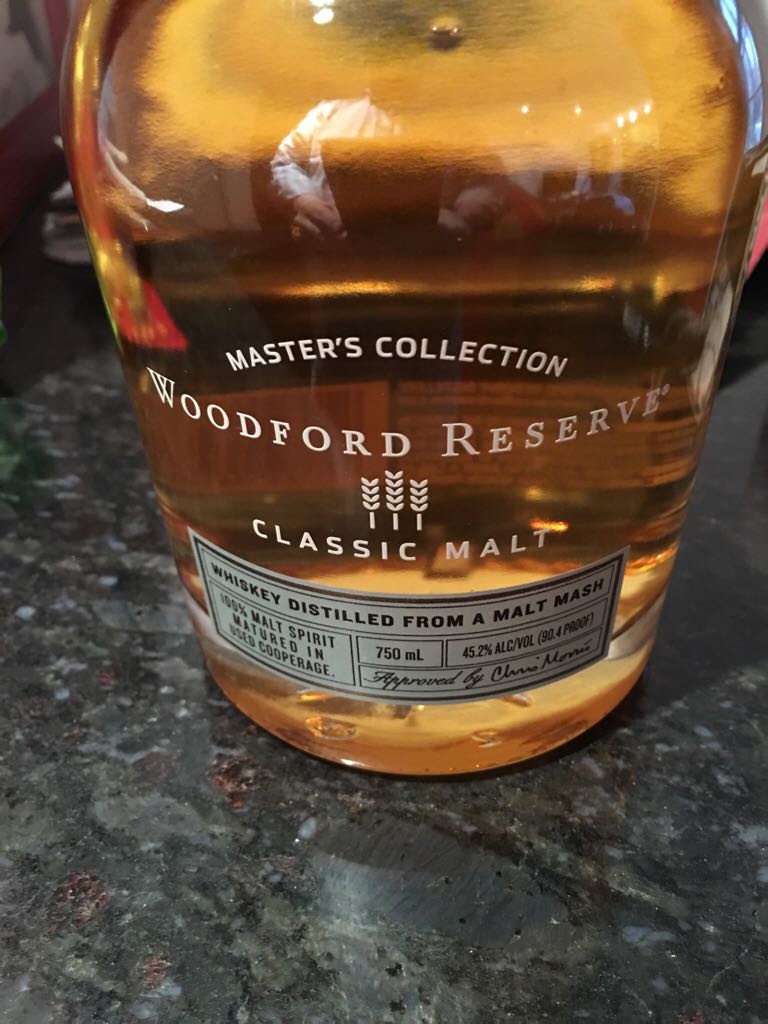 MASTER'S COLLECTION
WOODFORD RESERVE®
CLASSIC MALT
WHISKEY DISTILLED FROM A MALT MASH
100% MALT SPIRIT
MATURED IN
USED COOPERAGE.
750 mL
45.2% ALC/VOL (90.4 PROOF)
Approved by Chris Morris